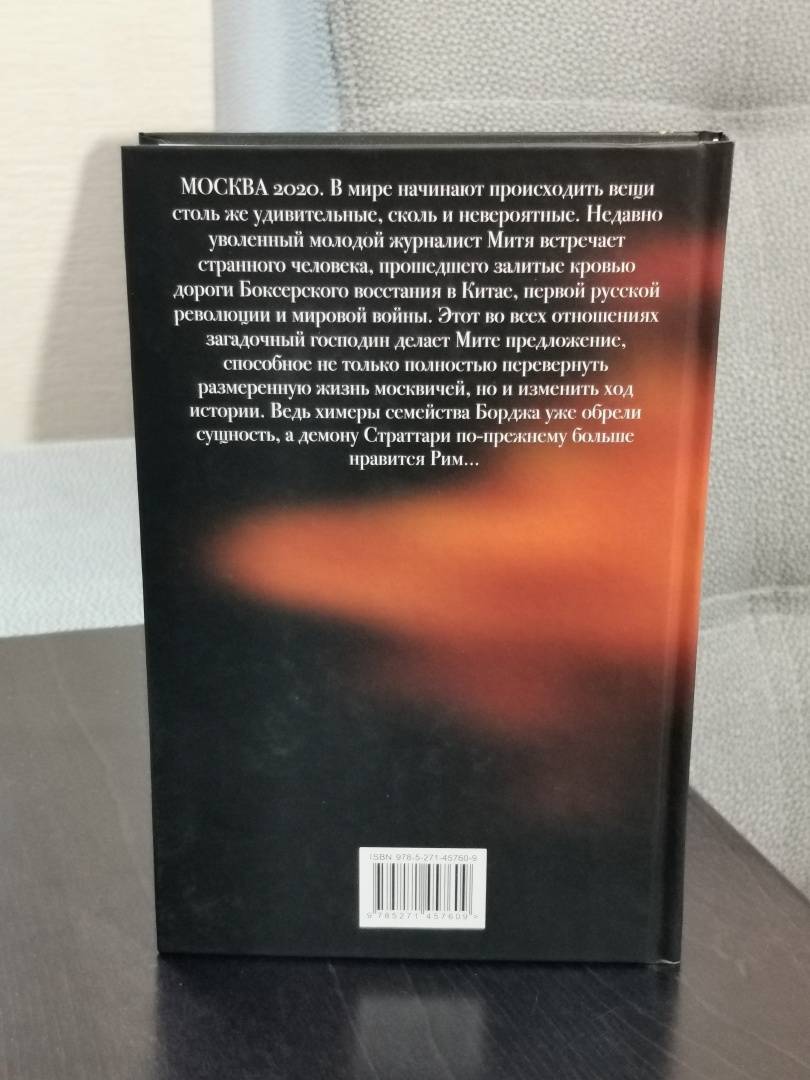 МОСКВА 2020. В мире начинают происходить вещи
столь же удивительные, сколь и невероятные. Недавно
уволенный молодой журналист Митя встречает
странного человека, прошедшего залитые кровью
дороги Боксерского восстания в Китае, первой русской
революции и мировой войны. Этот во всех отношениях
загадочный господин делает Мите предложение,
способное не только полностью перевернуть
размеренную жизнь москвичей, но и изменить ход
истории. Ведь химеры семейства Борджа уже обрели
сущность, а демону Страттари по-прежнему больше
нравится Рим...
ISBN 978-5-271-45760-9
9 785271 457609 >